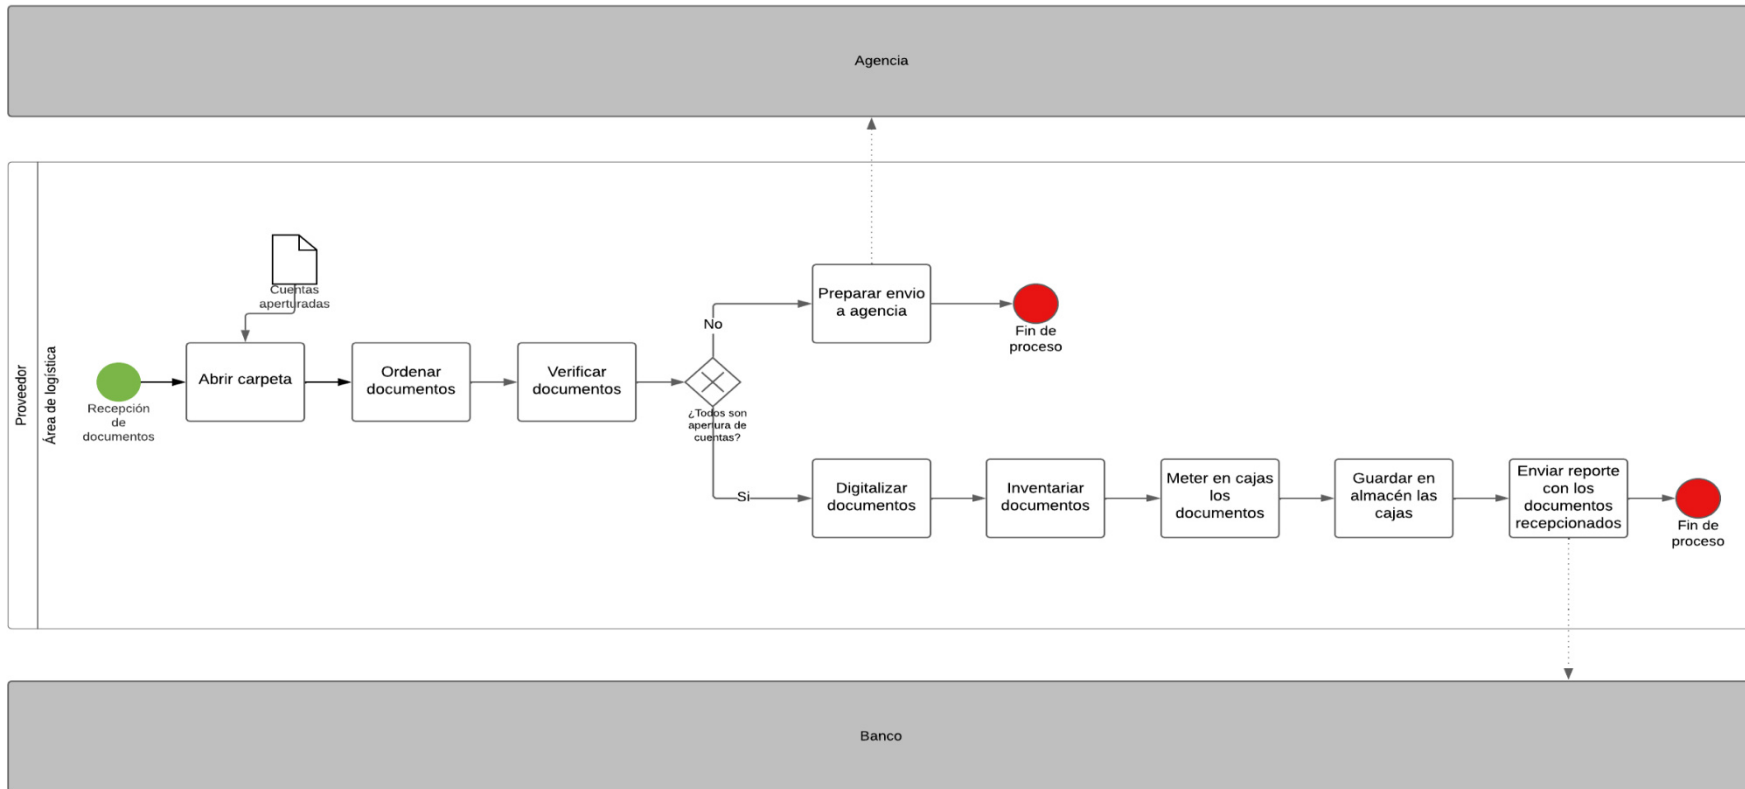 Agencia
Proveedor
Área de logística
Cuentas
aperturadas
Recepción
de
documentos
Abrir carpeta
Ordenar
documentos
Verificar
documentos
No
¿Todos son
apertura de
cuentas?
Si
Preparar envio
a agencia
Fin de
proceso
Digitalizar
documentos
Inventariar
documentos
Meter en cajas
los
documentos
Guardar en
almacén las
cajas
Enviar reporte
con los
documentos
recepcionados
Fin de
proceso
Banco